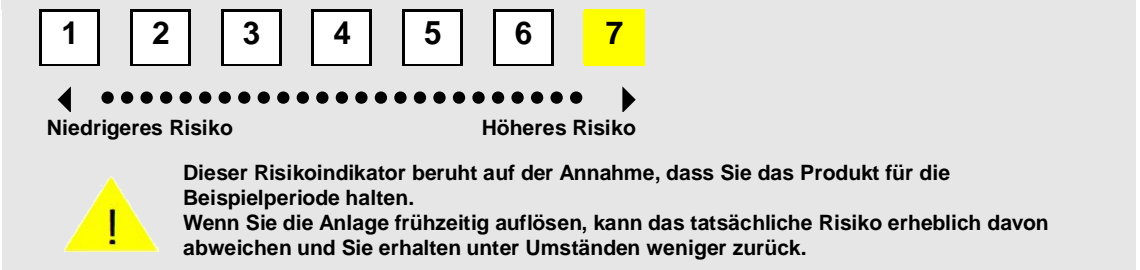 1 2 3 4 5 6 7
Niedrigeres Risiko Höheres Risiko
Dieser Risikoindikator beruht auf der Annahme, dass Sie das Produkt für die
Beispielperiode halten.
Wenn Sie die Anlage frühzeitig auflösen, kann das tatsächliche Risiko erheblich davon
abweichen und Sie erhalten unter Umständen weniger zurück.
!